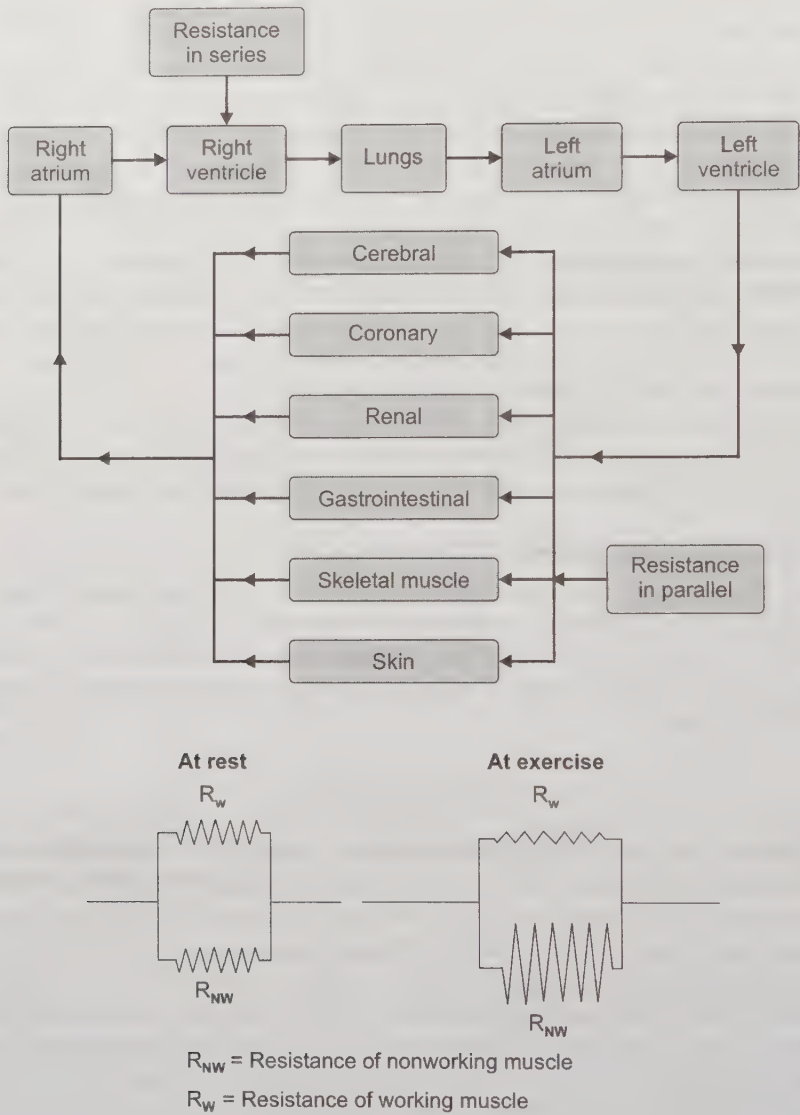 Resistance
in series
Right
atrium
Right
ventricle
Lungs
Left
atrium
Left
ventricle
Cerebral
Coronary
Renal
Gastrointestinal
Skeletal muscle
Resistance
in parallel
Skin
At rest
R_w
R_NW
At exercise
R_w
R_NW
R_NW = Resistance of nonworking muscle
R_W = Resistance of working muscle